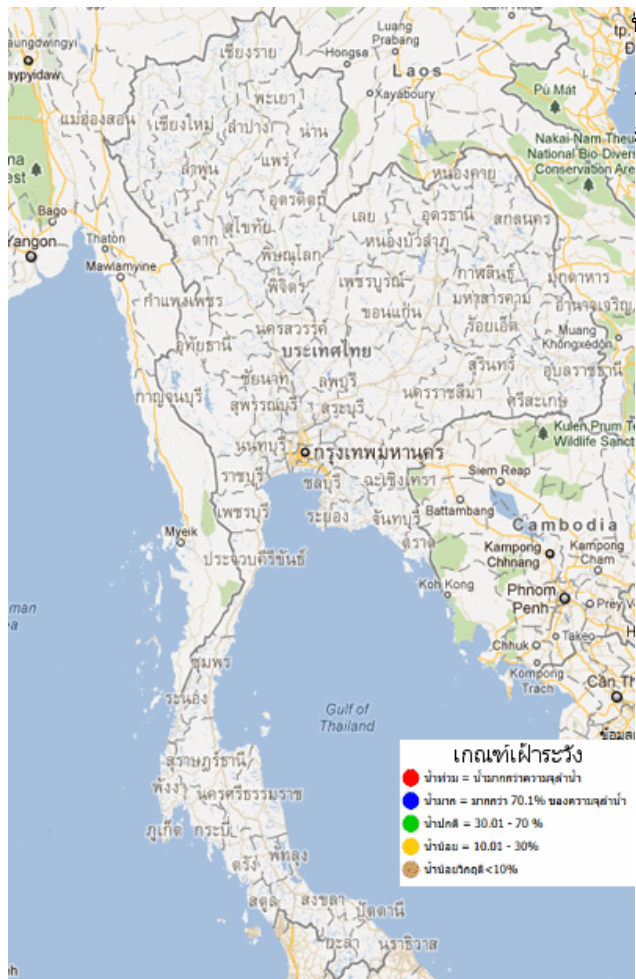 Luang
Prabang
tp.
aungdwingyi
Hongsa
เชียงราย
Laos
aypyidaw
Xayaboury
Pù Mát
พะเยา
แม่ฮ่องสอน
เชียงใหม่
ลำปาง
น่าน
Nakai-Nam-Theu
National Bio-Divers
Conservation Area
แพร่
ลำพูน
หนองคาย
อุตรดิตถ์
Bago
เลย
อุดรธานี
สกลนคร
สุโขทัย
Yangon
Thaton
ตาก
หนองบัวลำภู
พิษณุโลก
Mawlamyine
กาฬสินธุ์
มุกดาหาร
พิจิตร
เพชรบูรณ์
กำแพงเพชร
มหาสารคาม
อำนาจเจริญ
ขอนแก่น
นครสวรรค์
ร้อยเอ็ด
Muang
Khôngxédôn
อุทัยธานี
ประเทศไทย
สุรินทร์
อุบลราชธานี
ชัยนาท
ลพบุรี
กาญจนบุรี
นครราชสีมา
สุพรรณบุรี
สระบุรี
ศรีสะเกษ
Kulen Prum Te
Wildlife Sanct
นนทบุรี
กรุงเทพมหานคร
ราชบุรี
ฉะเชิงเทรา
Siem Reap
ชลบุรี
Battambang
เพชรบุรี
ระยอง
จันทบุรี
Cambodia
Myeik
ตราด
Kampong
Chhnang
Kampong
Cham
ประจวบคีรีขันธ์
Koh Kong
Phnom
Penh
Prey V
man
ea
Takeo
Chhuk
ชุมพร
Kompong
Trach
Cần Th
ระนอง
Gulf of
Thailand
ข้อมูล
สุราษฎร์ธานี
เกณฑ์เฝ้าระวัง
น้ำท่วม = น้ำมากกว่าความจุลำน้ำ
พังงา
นครศรีธรรมราช
น้ำมาก = มากกว่า 70.1% ของความจุลำน้ำ
ภูเก็ต
กระบี่
น้ำปกติ = 30.01 - 70 %
น้ำน้อย = 10.01 - 30%
ตรัง
พัทลุง
น้ำน้อยวิกฤติ<10%
สตูล
สงขลา
ปัตตานี
ยะลา
นราธิวาส
eh